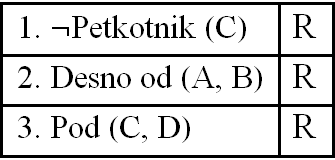 1. ¬Petkotnik (C) R
2. Desno od (A, B) R
3. Pod (C, D) R